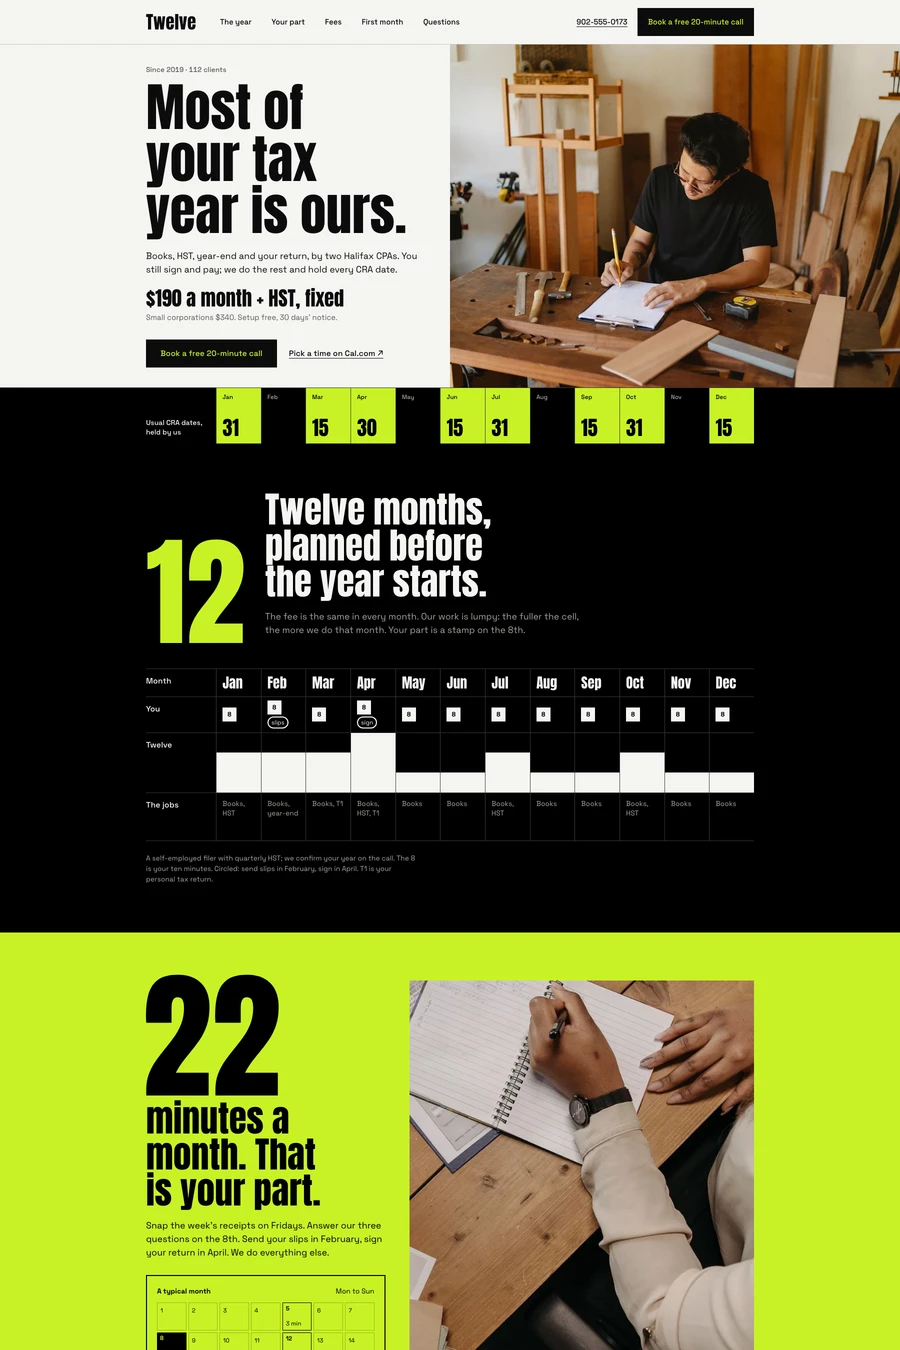 Twelve
The year Your part Fees First month Questions
902-555-0173
Book a free 20-minute call
Since 2019 · 112 clients
Most of
your tax
year is ours.
Books, HST, year-end and your return, by two Halifax CPAs. You
still sign and pay; we do the rest and hold every CRA date.
$190 a month + HST, fixed
Small corporations $340. Setup free, 30 days' notice.
Book a free 20-minute call
Pick a time on Cal.com ↗
Usual CRA dates,
held by us
Jan Feb Mar Apr May Jun Jul Aug Sep Oct Nov Dec
31 15 30 15 31 15 31 15
12
Twelve months,
planned before
the year starts.
The fee is the same in every month. Our work is lumpy: the fuller the cell,
the more we do that month. Your part is a stamp on the 8th.
Month Jan Feb Mar Apr May Jun Jul Aug Sep Oct Nov Dec
You 8 8 8 8 8 8 8 8 8 8 8 8
slips sign
Twelve
The jobs
Books, HST
Books, year-end
Books, T1
Books, HST, T1
Books
Books
Books, HST
Books
Books
Books, HST
Books
Books
A self-employed filer with quarterly HST; we confirm your year on the call. The 8
is your ten minutes. Circled: send slips in February, sign in April. T1 is your
personal tax return.
22
minutes a
month. That
is your part.
Snap the week's receipts on Fridays. Answer our three
questions on the 8th. Send your slips in February, sign
your return in April. We do everything else.
A typical month Mon to Sun
1 2 3 4 5 6 7
3 min
8 9 10 11 12 13 14